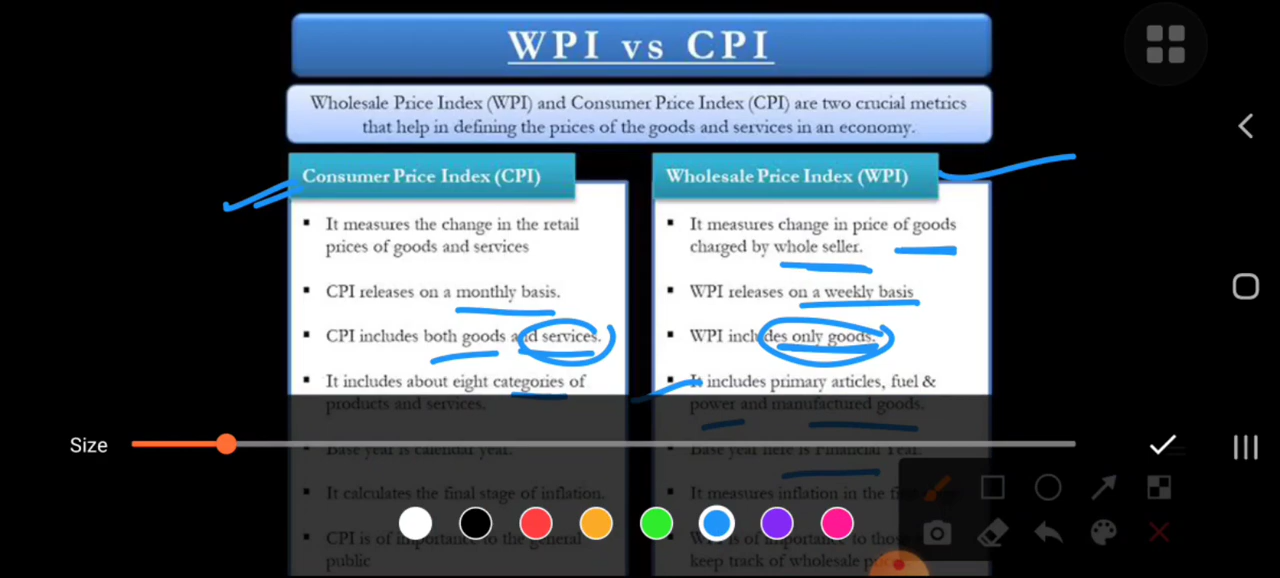 WPI vs CPI
Wholesale Price Index (WPI) and Consumer Price Index (CPI) are two crucial metrics
that help in defining the prices of the goods and services in an economy.
Consumer Price Index (CPI)
▪ It measures the change in the retail
prices of goods and services
▪ CPI releases on a monthly basis.
▪ CPI includes both goods and services.
▪ It includes about eight categories of
products and services.
▪ Base year is calendar year.
▪ It calculates the final stage of inflation.
▪ CPI is of importance to the general
public
Wholesale Price Index (WPI)
▪ It measures change in price of goods
charged by whole seller.
▪ WPI releases on a weekly basis
▪ WPI includes only goods.
▪ It includes primary articles, fuel &
power and manufactured goods.
Base year here is Financial Year.
▪ It measures inflation in the
WPI is of importance to
keep track of wholesale
Size